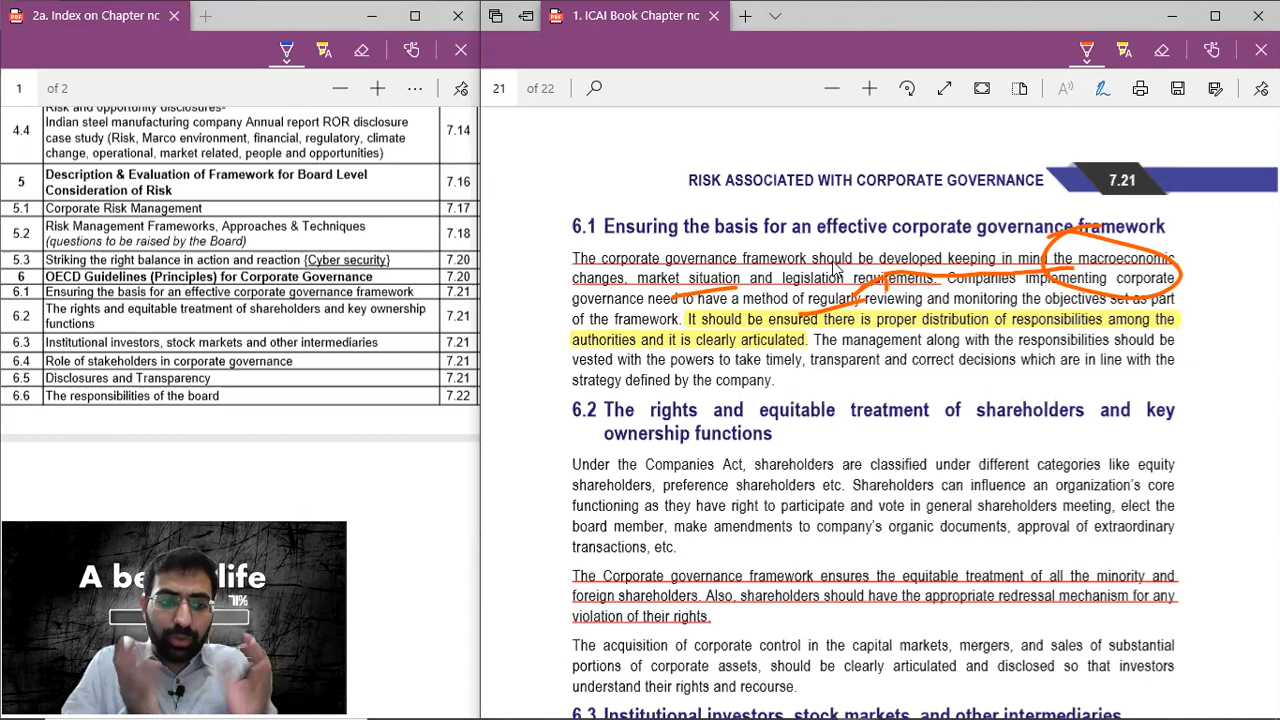 2a. Index on Chapter no
1. ICAI Book Chapter no
1 of 2
21 of 22
Risk and opportunity disclosures-
4.4 Indian steel manufacturing company Annual report ROR disclosure case study (Risk, Marco environment, financial, regulatory, climate change, operational, market related, people and opportunities) 7.14
5 Description & Evaluation of Framework for Board Level Consideration of Risk 7.16
5.1 Corporate Risk Management 7.17
5.2 Risk Management Frameworks, Approaches & Techniques (questions to be raised by the Board) 7.18
5.3 Striking the right balance in action and reaction {Cyber security} 7.20
6 OECD Guidelines (Principles) for Corporate Governance 7.20
6.1 Ensuring the basis for an effective corporate governance framework 7.21
6.2 The rights and equitable treatment of shareholders and key ownership functions 7.21
6.3 Institutional investors, stock markets and other intermediaries 7.21
6.4 Role of stakeholders in corporate governance 7.21
6.5 Disclosures and Transparency 7.21
6.6 The responsibilities of the board 7.22
A be life
71%
RISK ASSOCIATED WITH CORPORATE GOVERNANCE 7.21
6.1 Ensuring the basis for an effective corporate governance framework
The corporate governance framework should be developed keeping in mind the macroeconomic
changes, market situation and legislation requirements. Companies implementing corporate
governance need to have a method of regularly reviewing and monitoring the objectives set as part
of the framework. It should be ensured there is proper distribution of responsibilities among the
authorities and it is clearly articulated. The management along with the responsibilities should be
vested with the powers to take timely, transparent and correct decisions which are in line with the
strategy defined by the company.
6.2 The rights and equitable treatment of shareholders and key
ownership functions
Under the Companies Act, shareholders are classified under different categories like equity
shareholders, preference shareholders etc. Shareholders can influence an organization's core
functioning as they have right to participate and vote in general shareholders meeting, elect the
board member, make amendments to company's organic documents, approval of extraordinary
transactions, etc.
The Corporate governance framework ensures the equitable treatment of all the minority and
foreign shareholders. Also, shareholders should have the appropriate redressal mechanism for any
violation of their rights.
The acquisition of corporate control in the capital markets, mergers, and sales of substantial
portions of corporate assets, should be clearly articulated and disclosed so that investors
understand their rights and recourse.
6.3 Institutional investors, stock markets, and other intermediaries